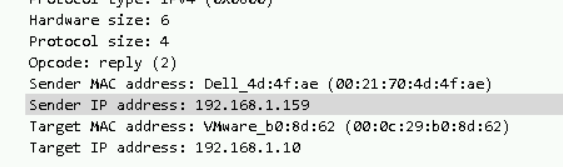 Protocol type: IPv4 (0x0800)
Hardware size: 6
Protocol size: 4
Opcode: reply (2)
Sender MAC address: Dell_4d:4f:ae (00:21:70:4d:4f:ae)
Sender IP address: 192.168.1.159
Target MAC address: VMware_b0:8d:62 (00:0c:29:b0:8d:62)
Target IP address: 192.168.1.10